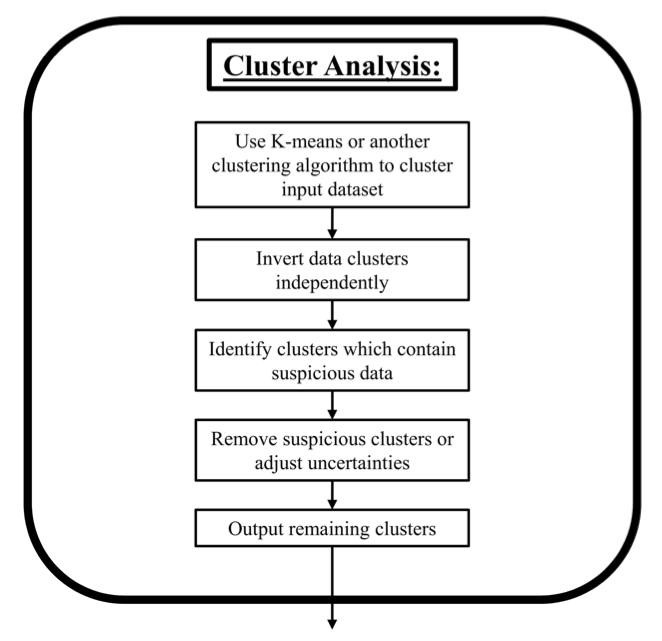 Cluster Analysis:
Use K-means or another
clustering algorithm to cluster
input dataset
Invert data clusters
independently
Identify clusters which contain
suspicious data
Remove suspicious clusters or
adjust uncertainties
Output remaining clusters